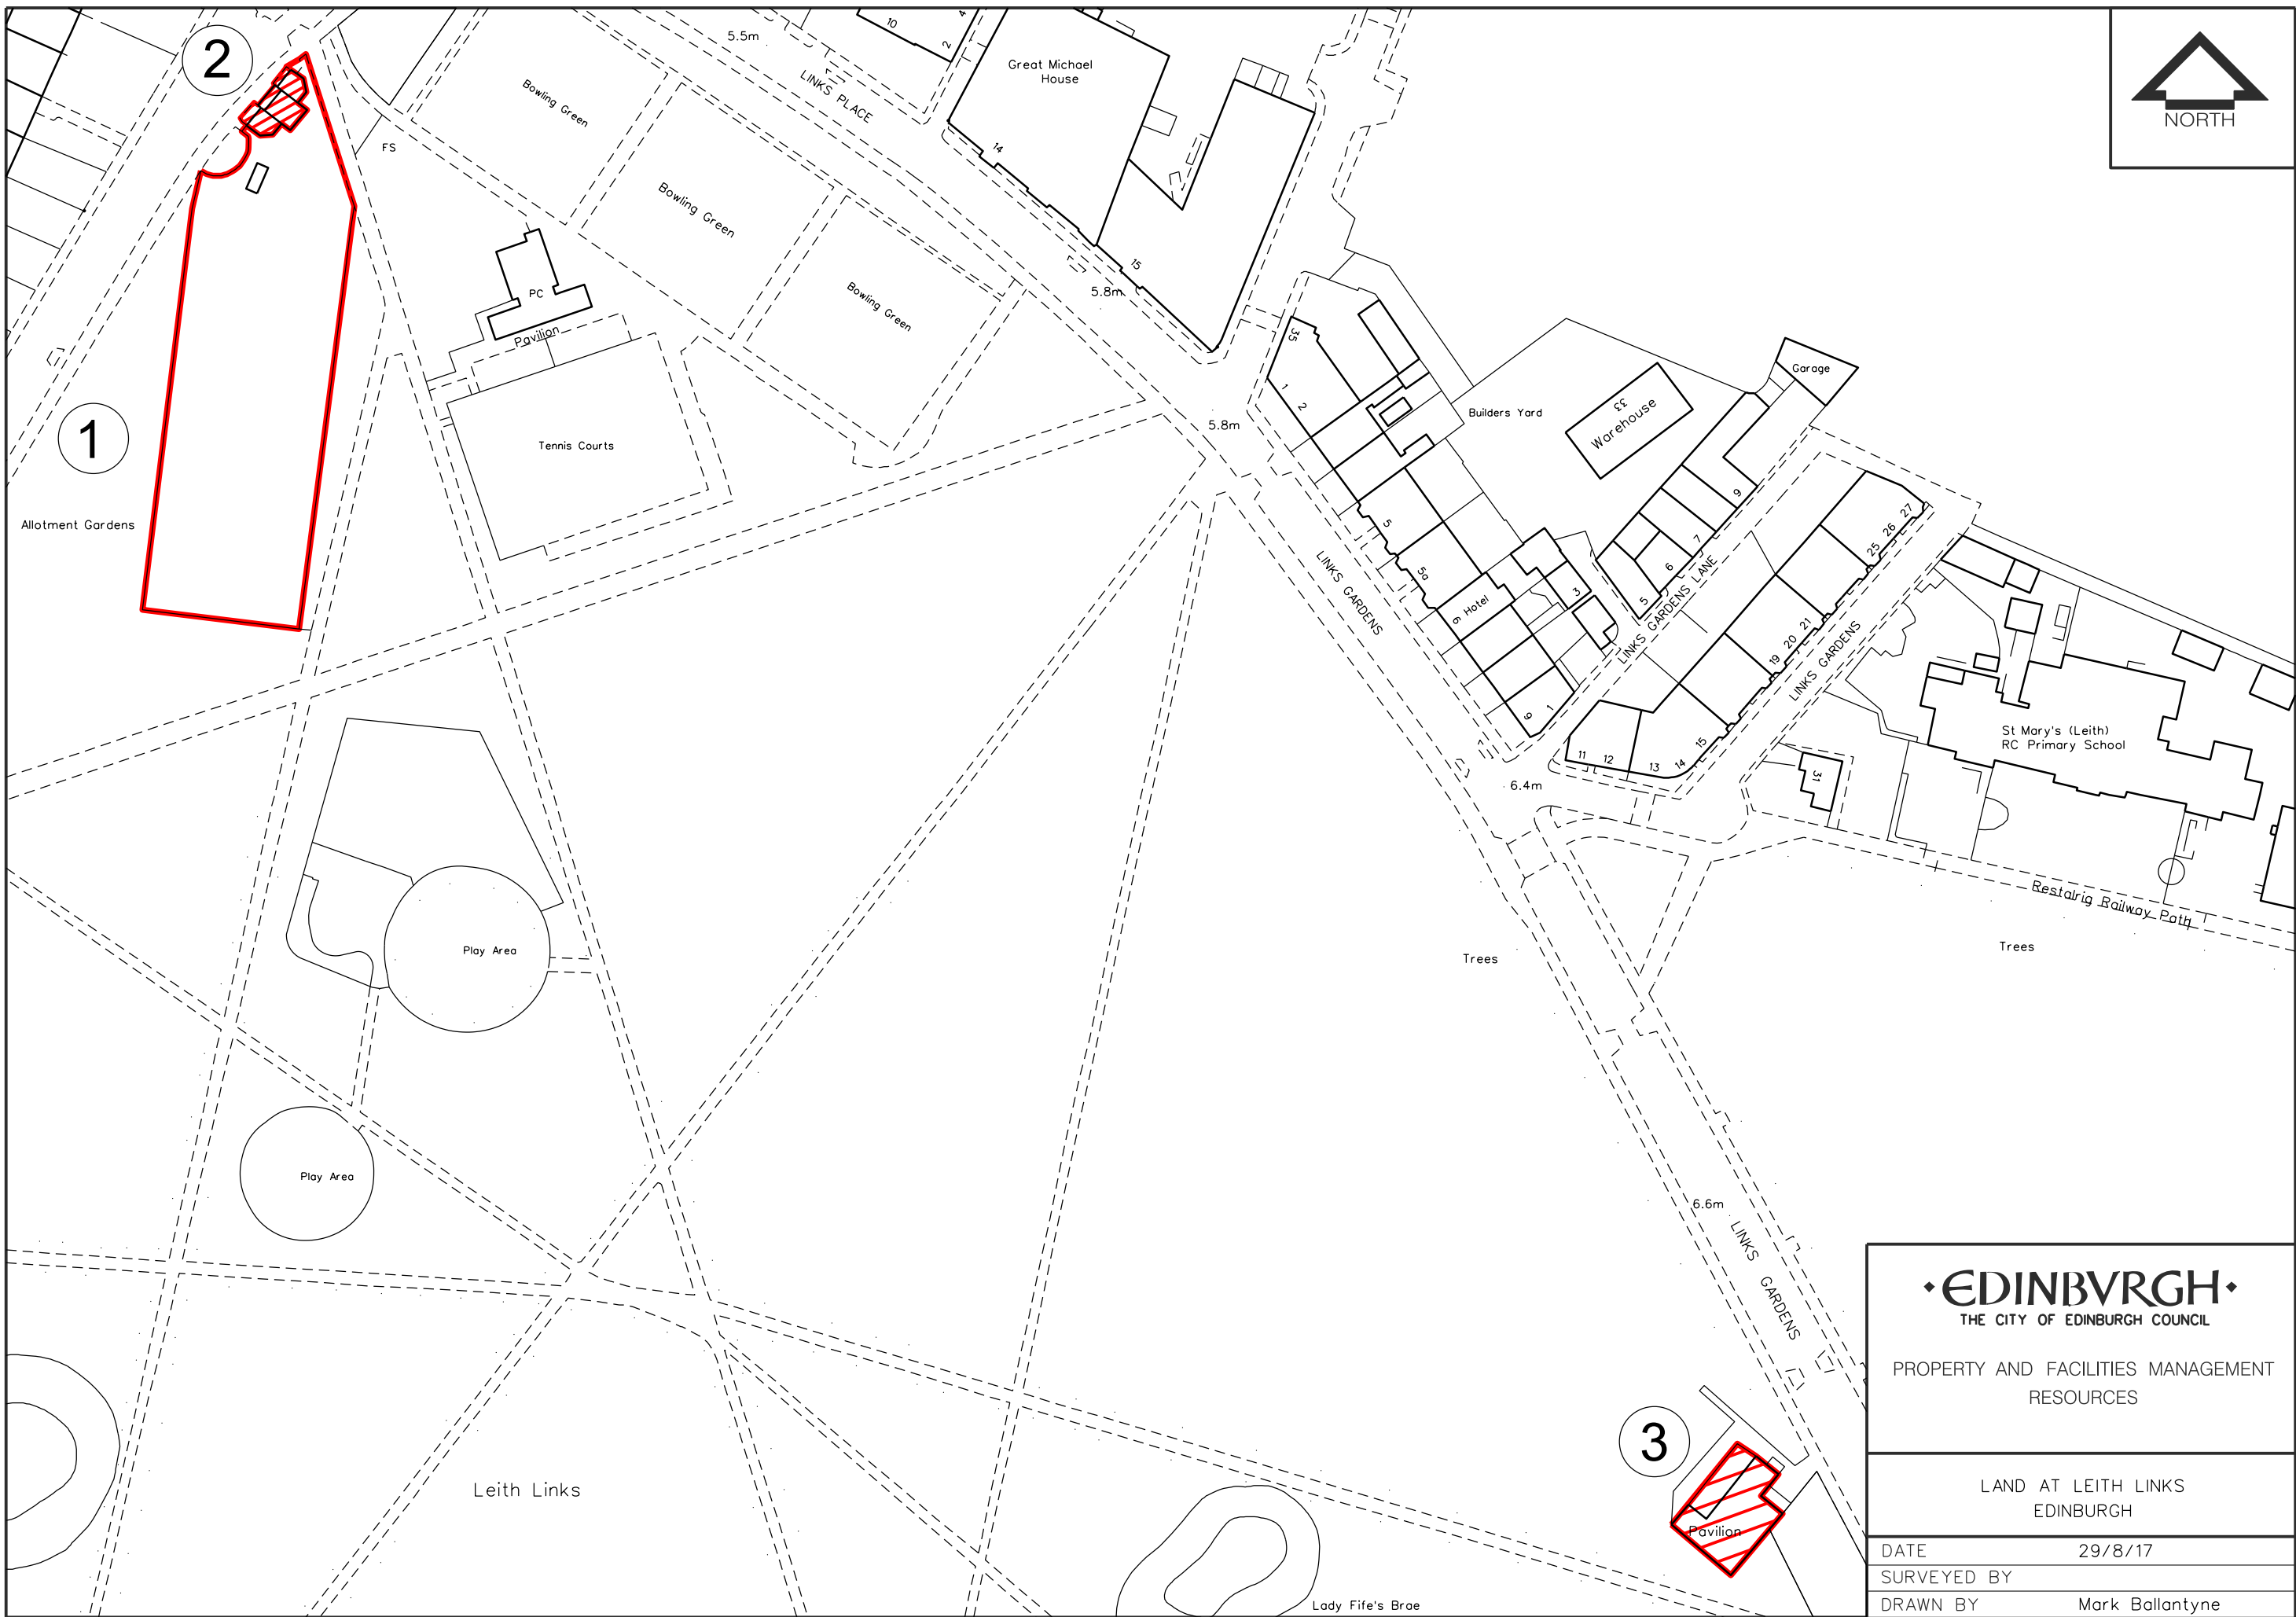 2
10
2
4
5.5m
LINKS PLACE
Great Michael
House
NORTH
Bowling Green
FS
14
Bowling Green
PC
Pavilion
Bowling Green
15
5.8m
35
1
2
5.8m
Garage
33
Warehouse
Builders Yard
1
Tennis Courts
Allotment Gardens
9
7
6
5
5
5a
6 Hotel
3
9
1
LINKS GARDENS
LINKS GARDENS LANE
25 26 27
19 20 21
LINKS GARDENS
11 12 13 14 15
St Mary's (Leith)
RC Primary School
31
6.4m
Restalrig Railway Path
Play Area
Trees
Trees
Play Area
6.6m
LINKS GARDENS
3
Pavilion
Leith Links
Lady Fife's Brae
·EDINBVRGH·
THE CITY OF EDINBURGH COUNCIL
PROPERTY AND FACILITIES MANAGEMENT
RESOURCES
LAND AT LEITH LINKS
EDINBURGH
DATE 29/8/17
SURVEYED BY
DRAWN BY Mark Ballantyne